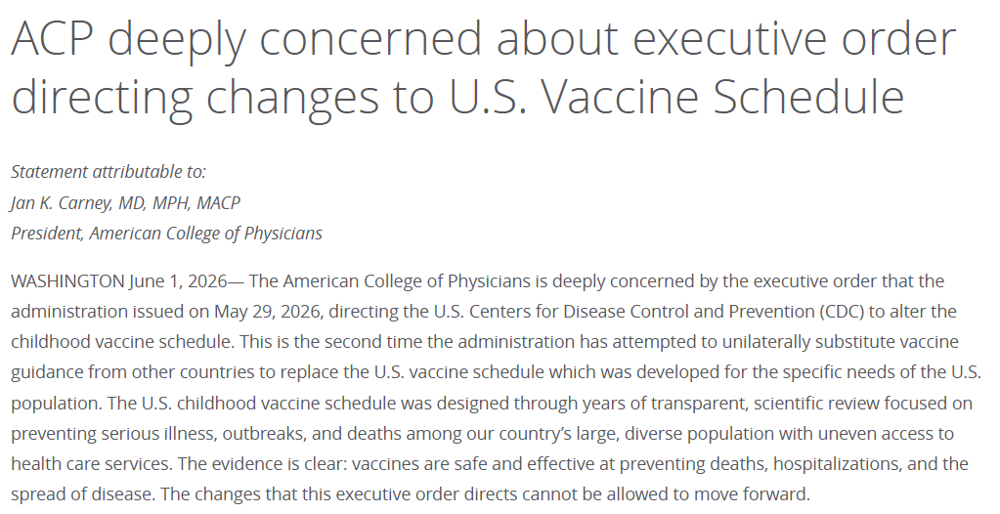 ACP deeply concerned about executive order
directing changes to U.S. Vaccine Schedule
Statement attributable to:
Jan K. Carney, MD, MPH, MACP
President, American College of Physicians
WASHINGTON June 1, 2026— The American College of Physicians is deeply concerned by the executive order that the
administration issued on May 29, 2026, directing the U.S. Centers for Disease Control and Prevention (CDC) to alter the
childhood vaccine schedule. This is the second time the administration has attempted to unilaterally substitute vaccine
guidance from other countries to replace the U.S. vaccine schedule which was developed for the specific needs of the U.S.
population. The U.S. childhood vaccine schedule was designed through years of transparent, scientific review focused on
preventing serious illness, outbreaks, and deaths among our country’s large, diverse population with uneven access to
health care services. The evidence is clear: vaccines are safe and effective at preventing deaths, hospitalizations, and the
spread of disease. The changes that this executive order directs cannot be allowed to move forward.